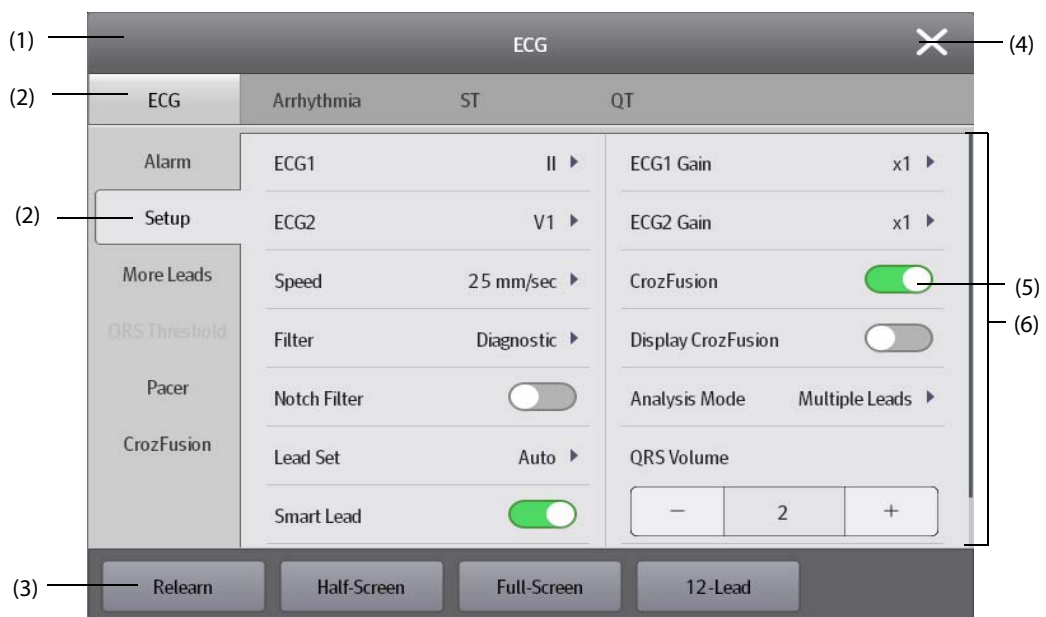 (1) ECG (4)
(2) ECG Arrhythmia ST QT
Alarm
(2) Setup
More Leads
QRS Threshold
Pacer
CrozFusion
ECG1 II
ECG2 V1
Speed 25 mm/sec
Filter Diagnostic
Notch Filter
Lead Set Auto
Smart Lead
ECG1 Gain x1
ECG2 Gain x1
CrozFusion (5)
(6)
Display CrozFusion
Analysis Mode Multiple Leads
QRS Volume
− 2 +
(3) Relearn Half-Screen Full-Screen 12-Lead